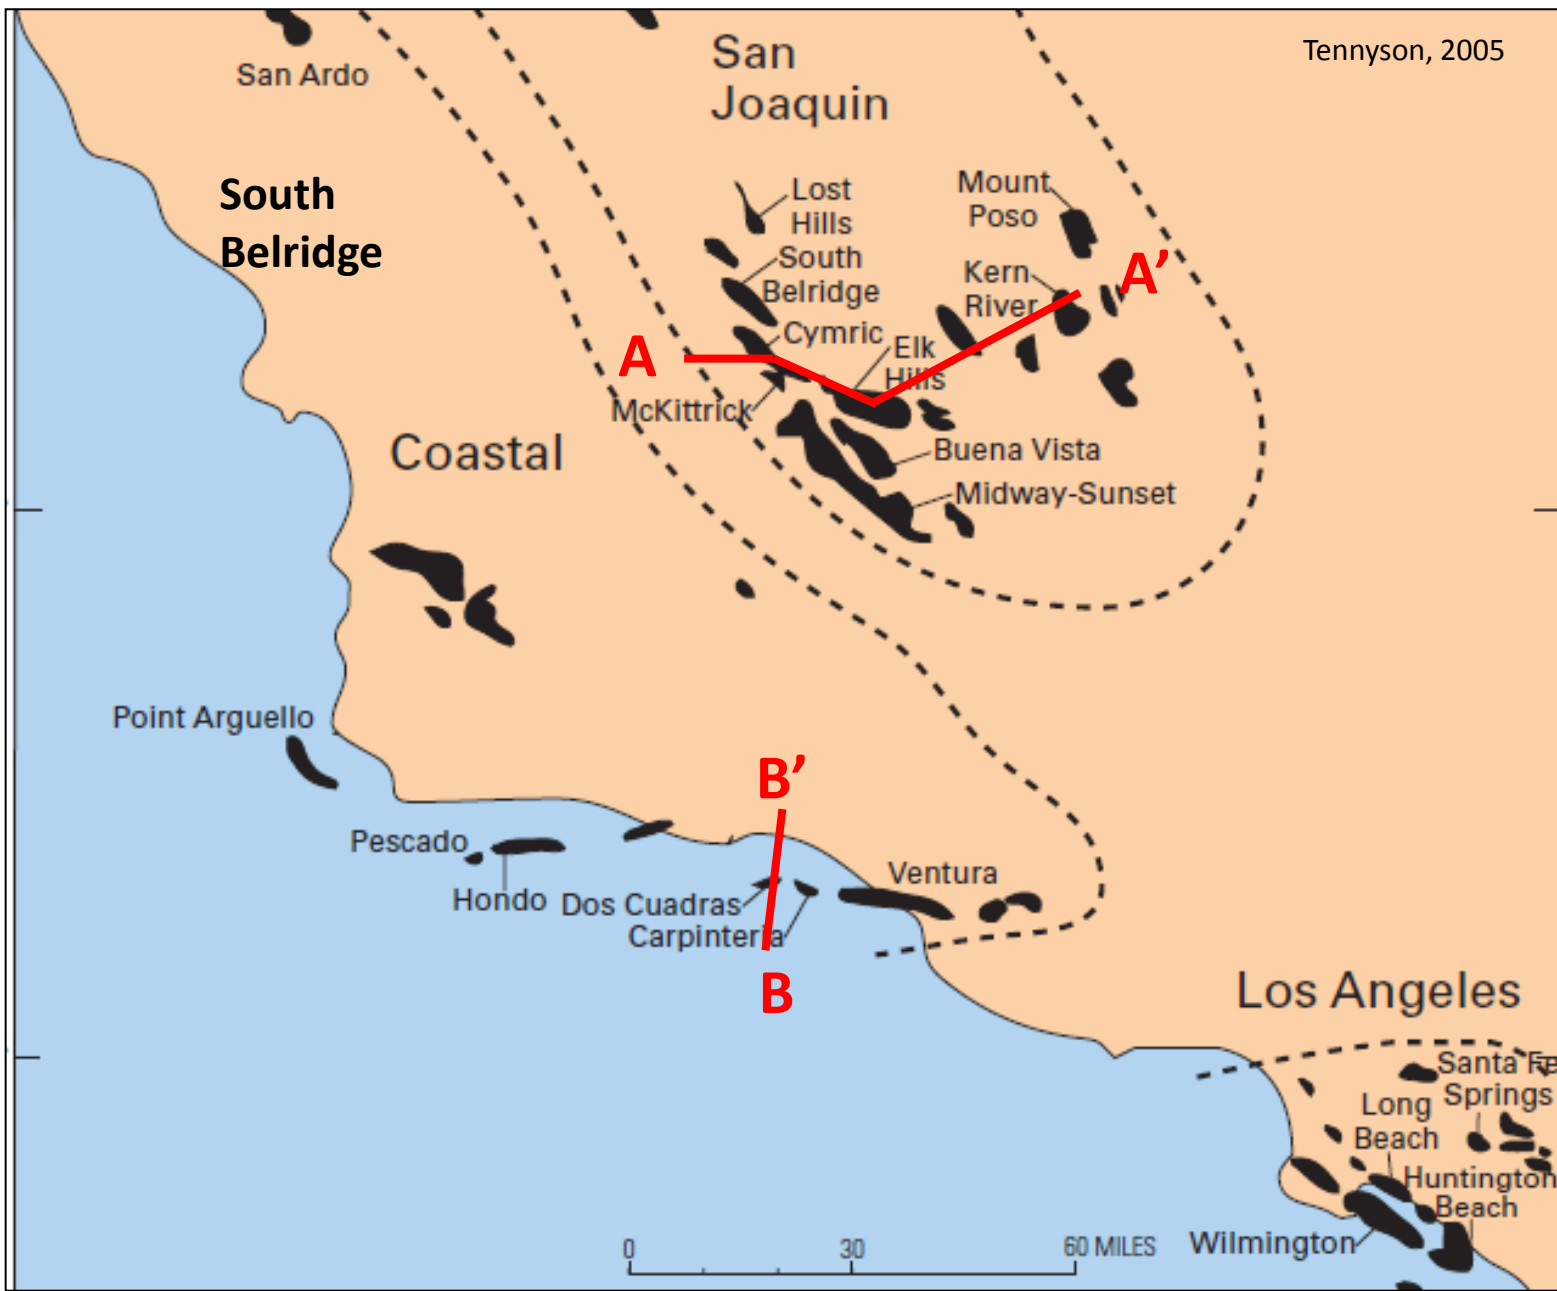 Tennyson, 2005
San
Joaquin
San Ardo
South
Belridge
Lost
Hills
Mount
Poso
South
Belridge
Kern
River
A’
Cymric
Elk
Hills
A
McKittrick
Coastal
Buena Vista
Midway-Sunset
Point Arguello
B’
Pescado
Hondo
Ventura
Dos Cuadras
Carpinteria
B
Los Angeles
Santa Fe
Springs
Long
Beach
Huntington
Beach
Wilmington
0 30 60 MILES